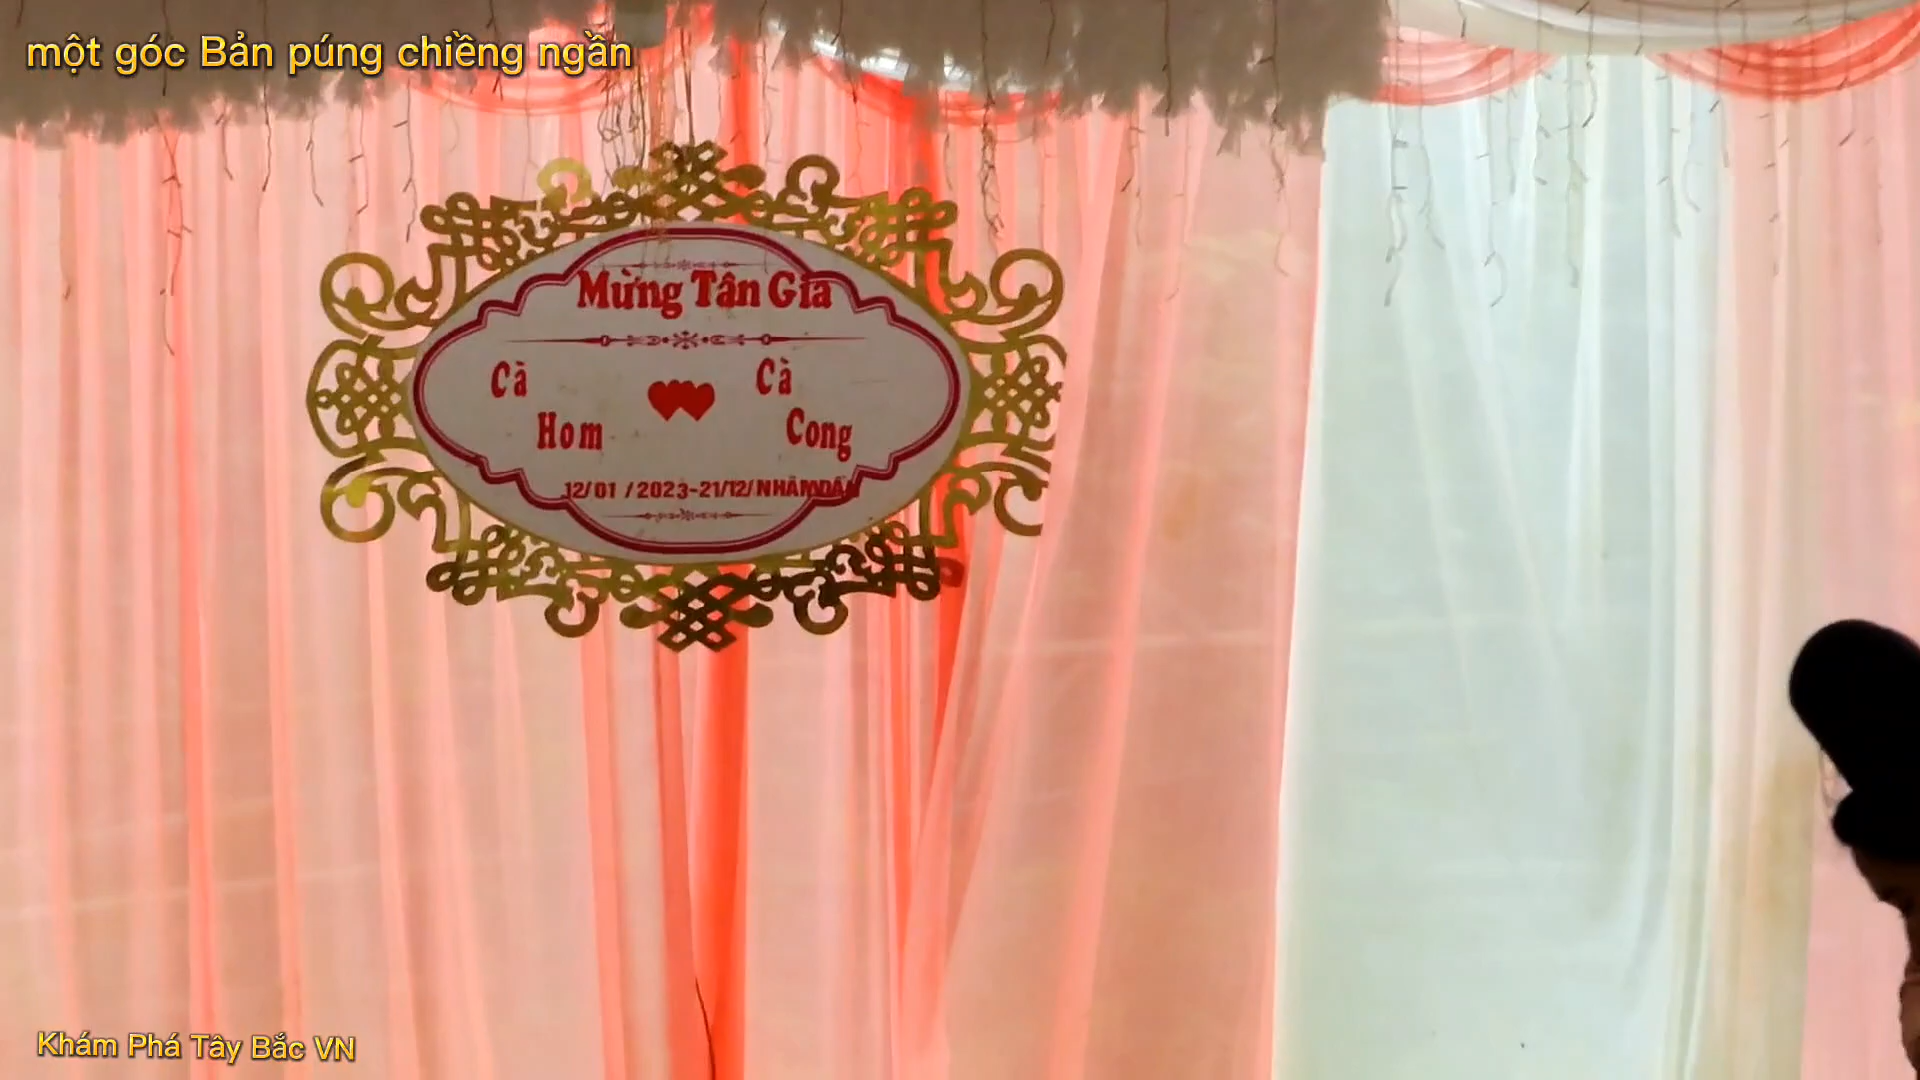 một góc Bản púng chiềng ngần
Mừng Tân Gia
Cà Cà
Hom Cong
12/01/2023-21/12/NHÂM DẦN
Khám Phá Tây Bắc VN